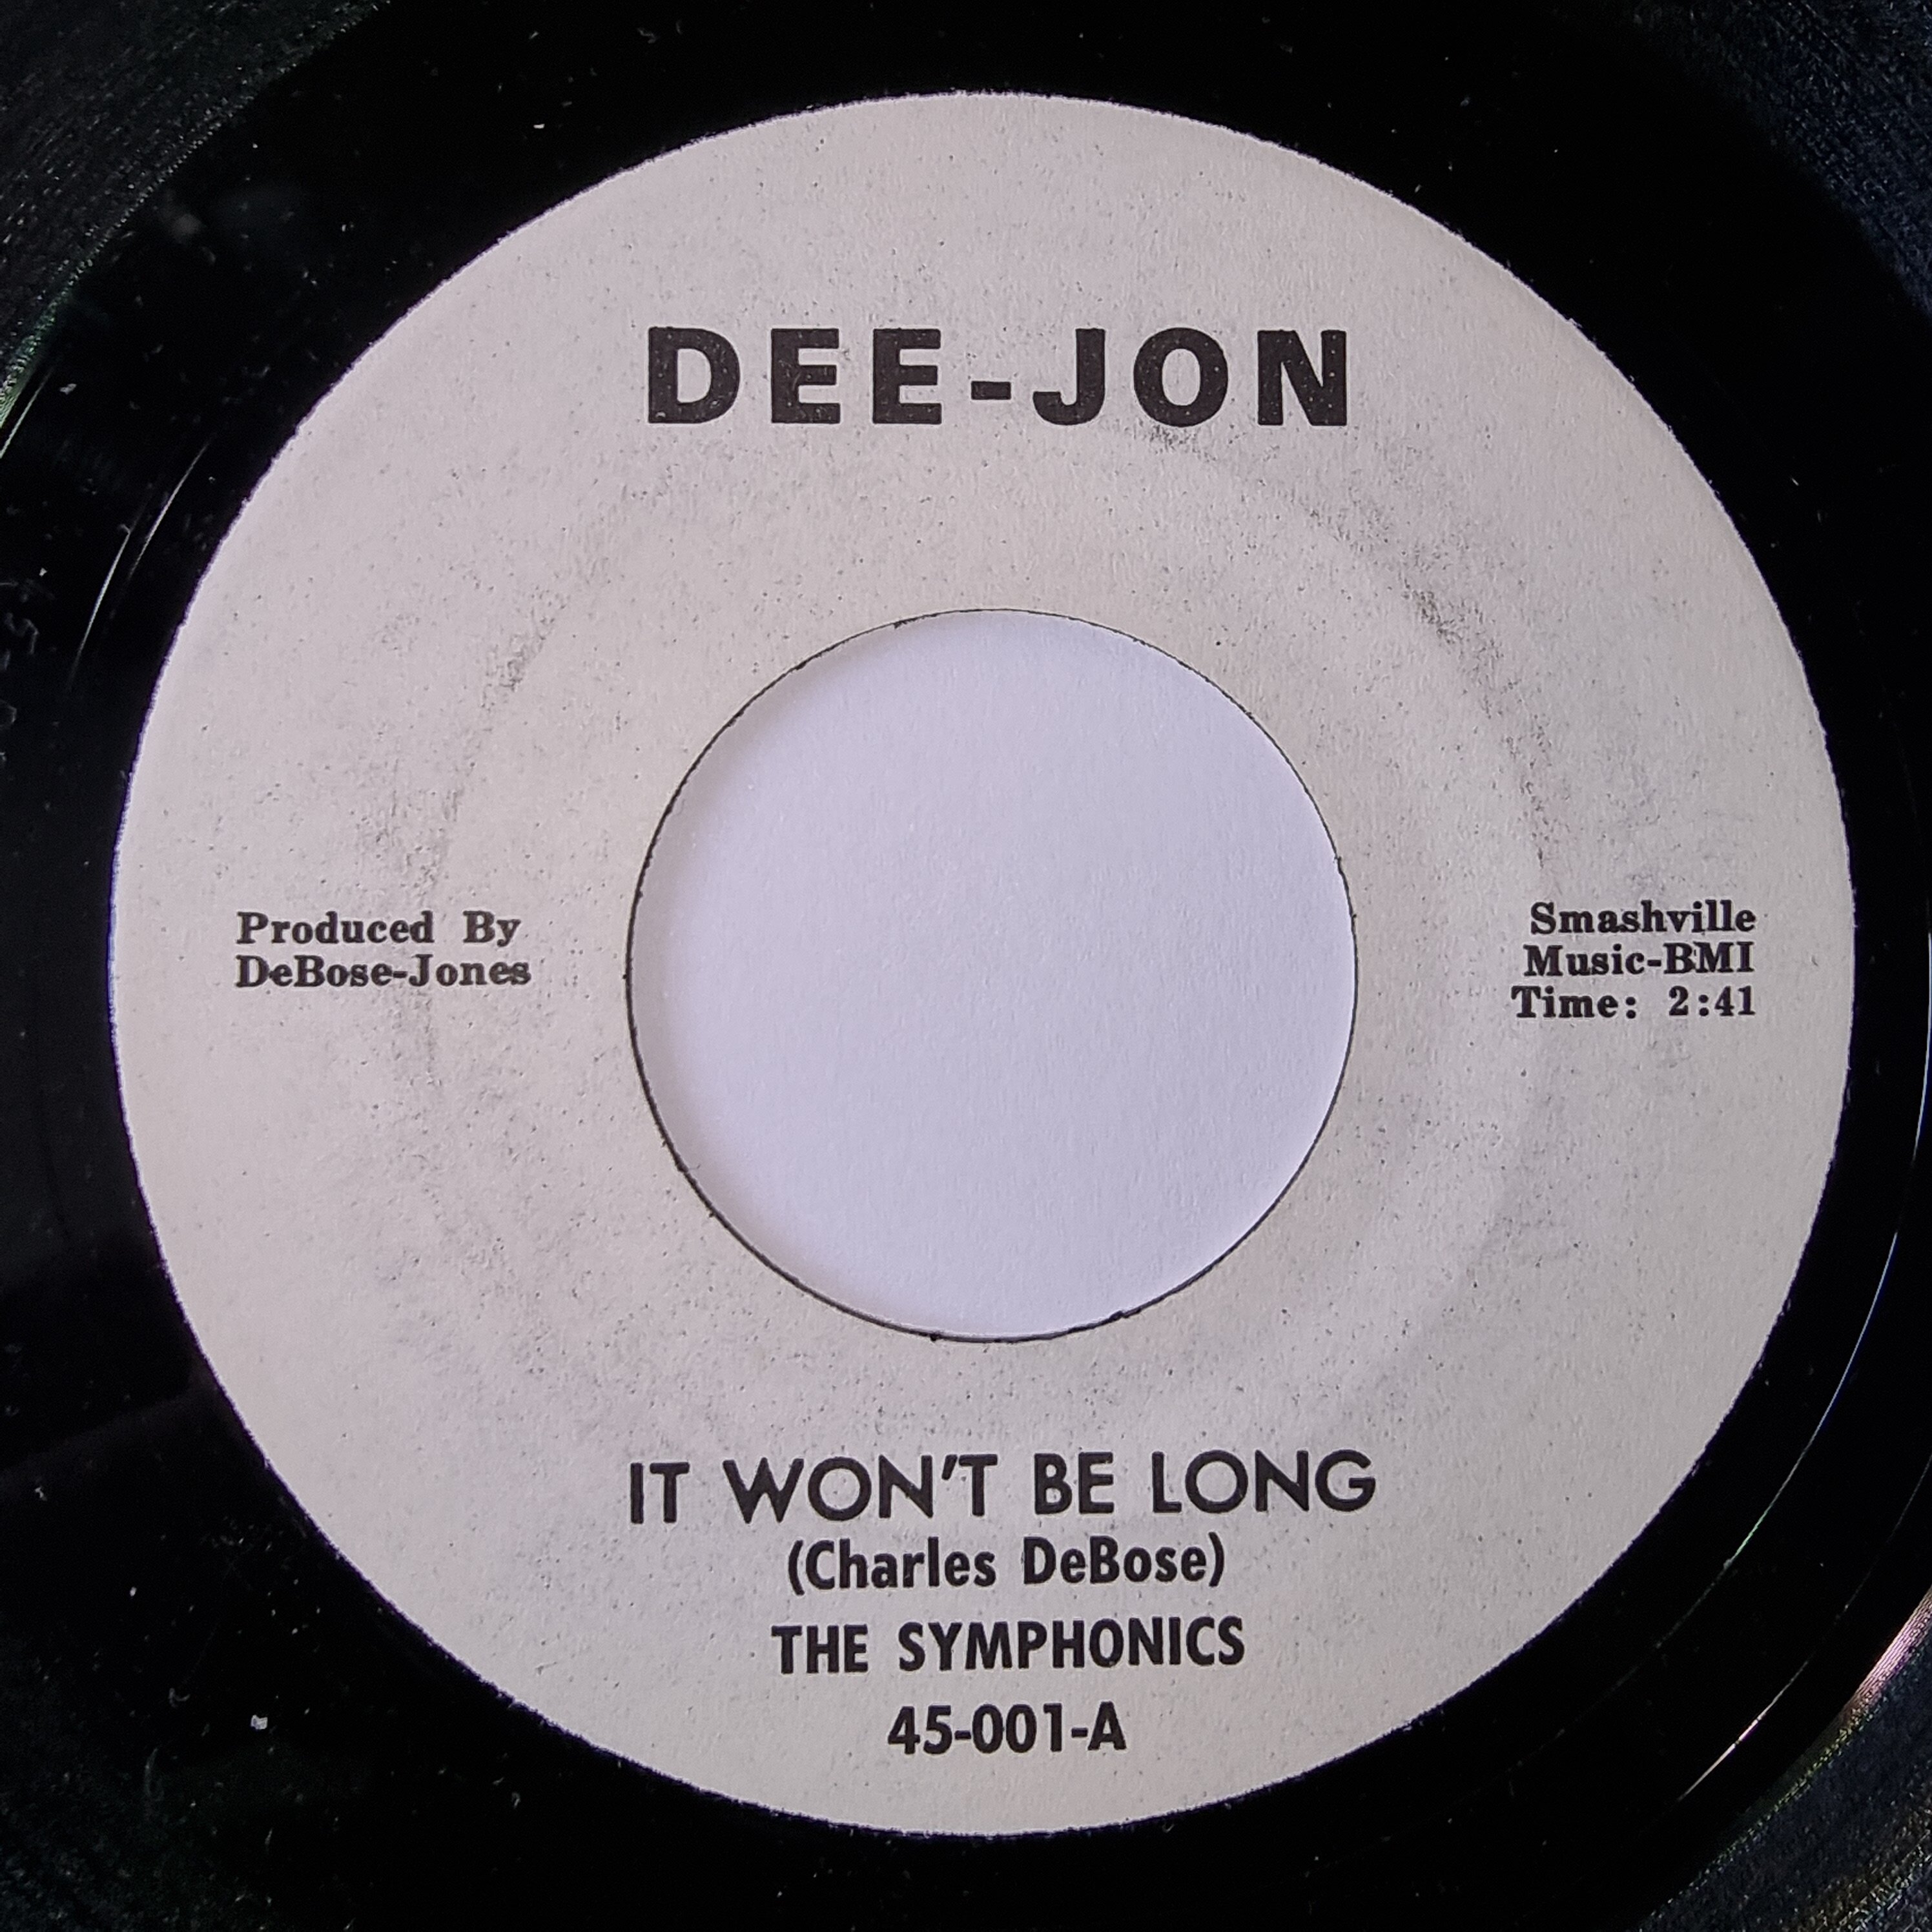 DEE-JON
Produced By
DeBose-Jones
Smashville
Music-BMI
Time: 2:41
IT WON'T BE LONG
(Charles DeBose)
THE SYMPHONICS
45-001-A